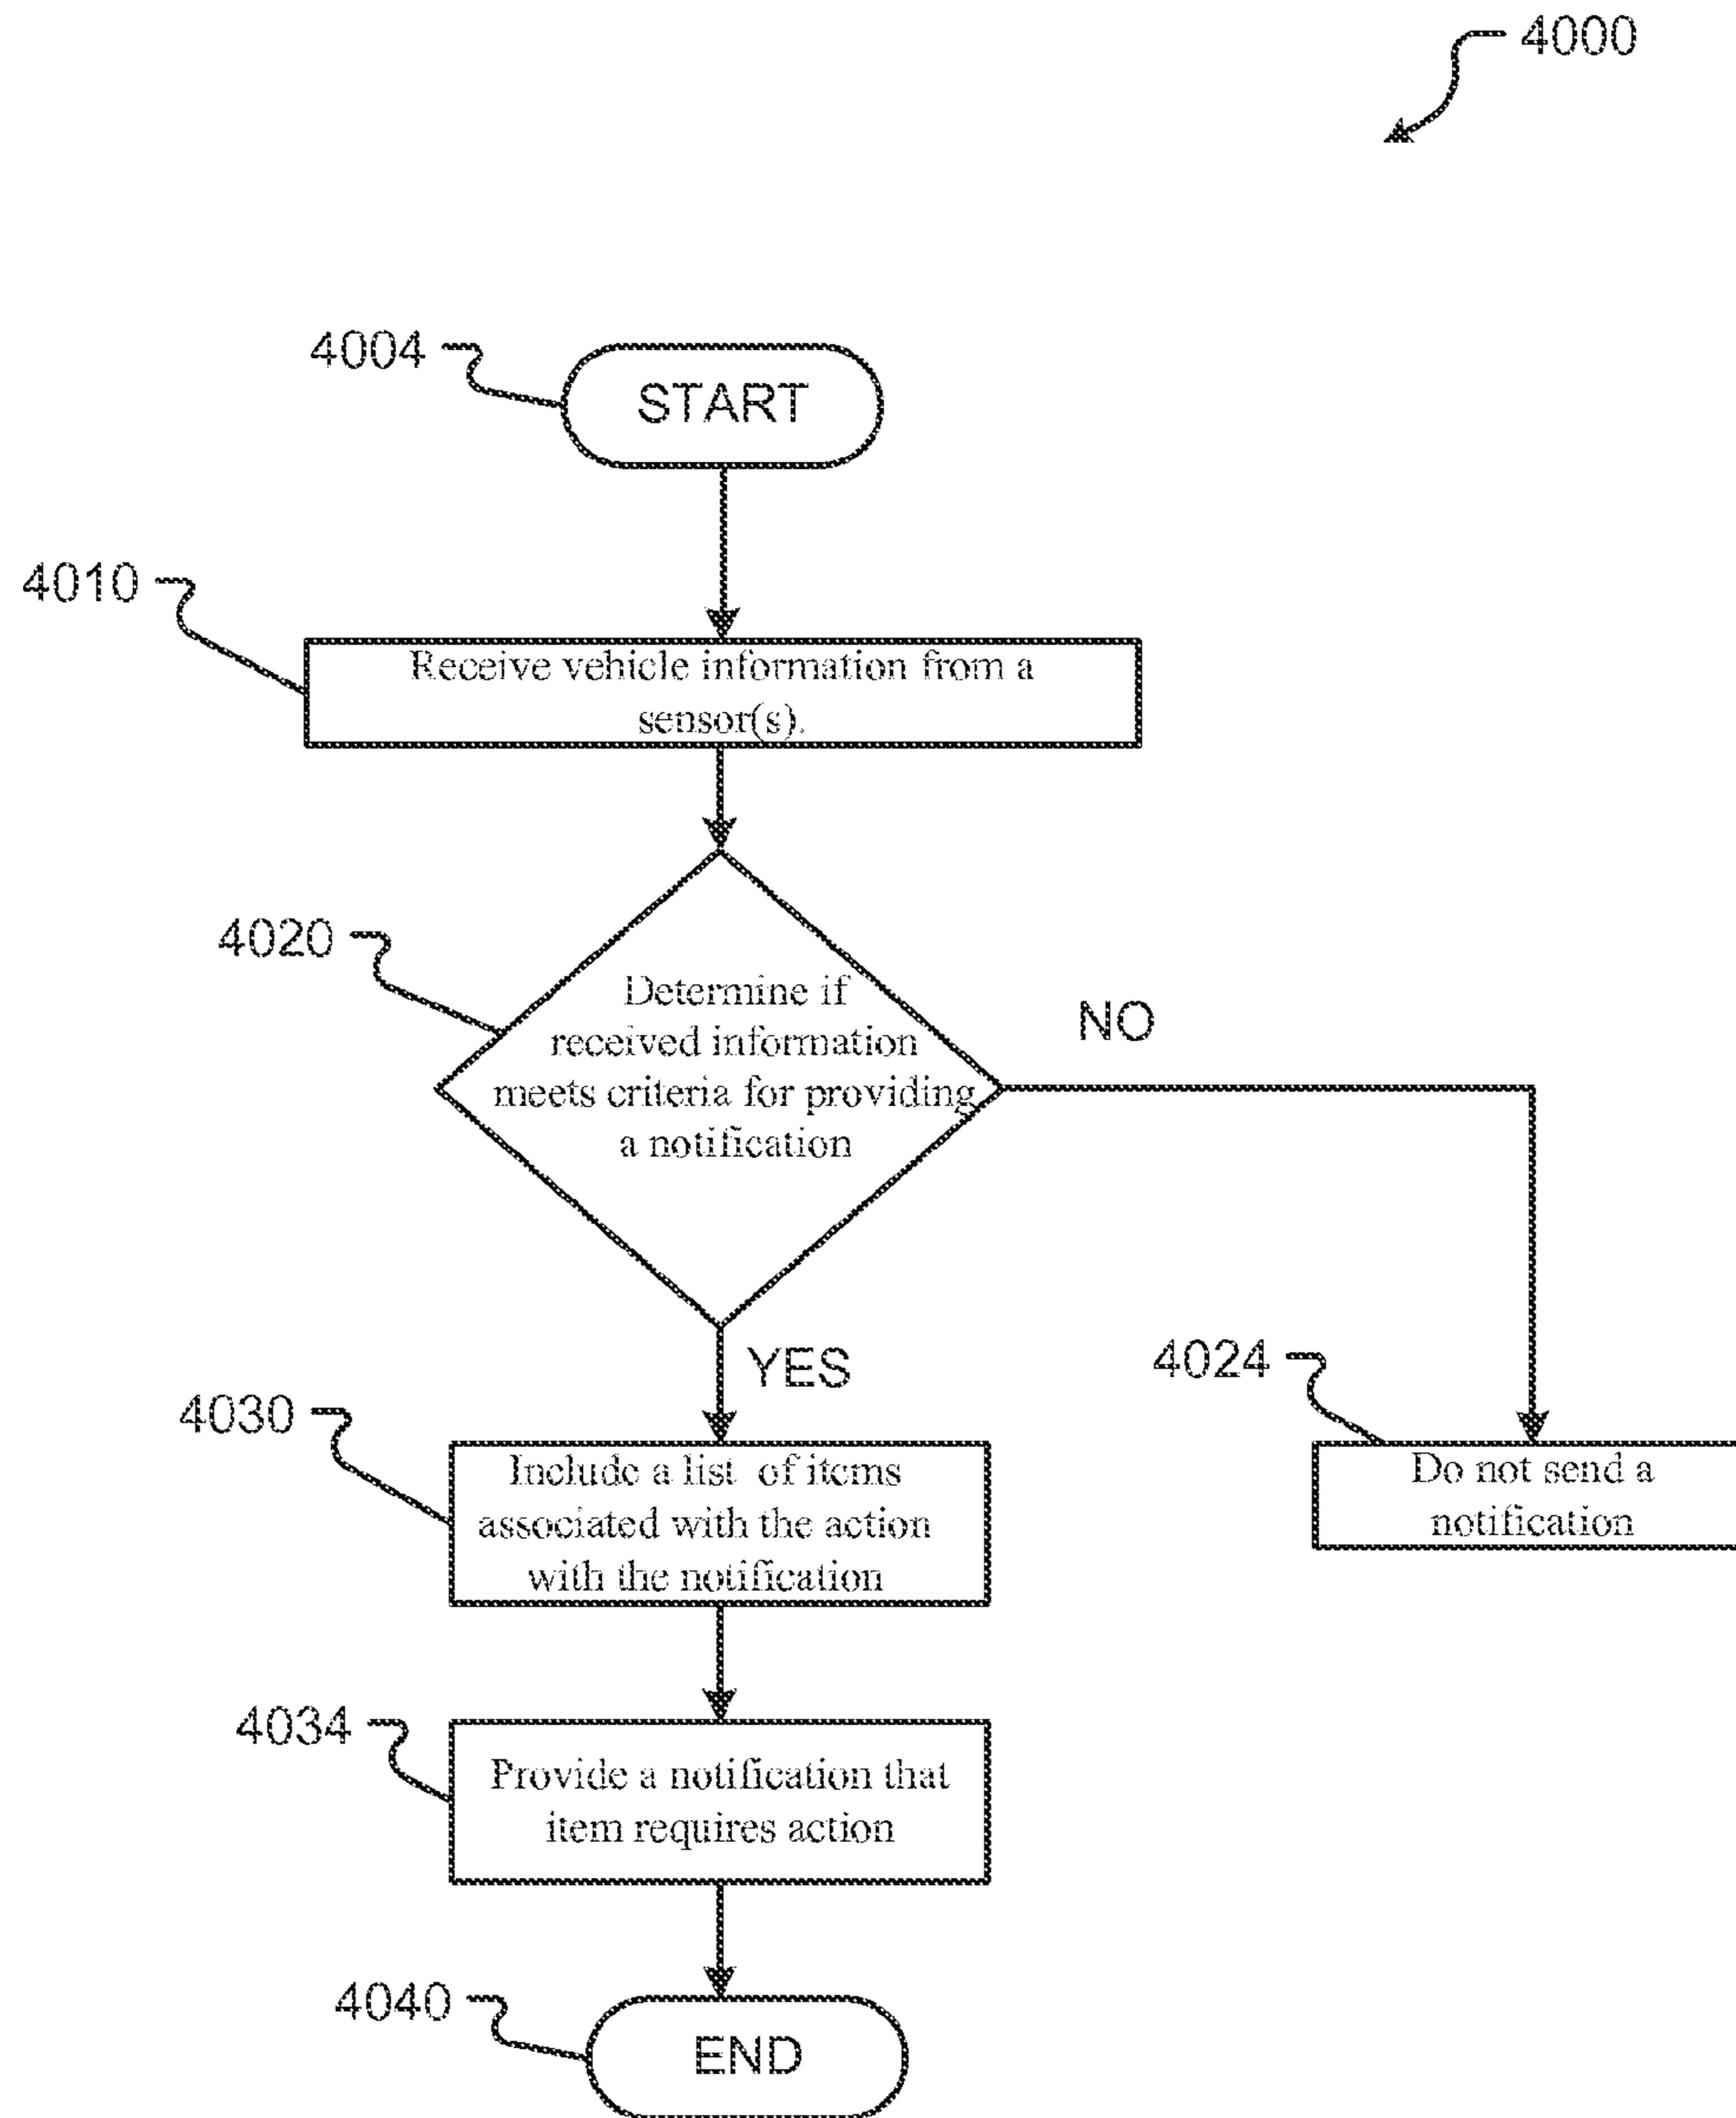 4000
4004
START
4010
Receive vehicle information from a
sensor(s).
4020
Determine if
received information
meets criteria for providing
a notification
NO
YES
4024
Do not send a
notification
4030
Include a list of items
associated with the action
with the notification
4034
Provide a notification that
item requires action
4040
END